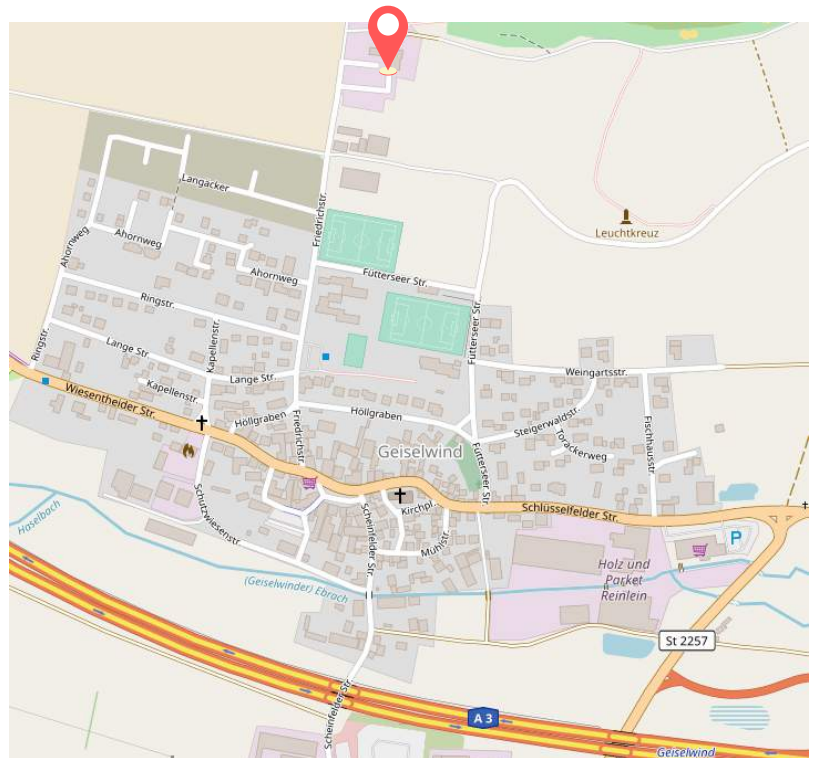 Langäcker
Friedrichstr.
Leuchtkreuz
Ahornweg
Ahornweg
Ahornweg
Futterseer Str.
Ringstr.
Futterseer Str.
Kapellenstr.
Ringstr.
Lange Str.
Lange Str.
Weingartsstr.
Kapellenstr.
Wiesentheider Str.
Höllgraben
Höllgraben
Friedrichstr.
Steigerwaldstr.
Fischhausstr.
Torackerweg
Geiselwind
Futterseer Str.
Kirchpl.
Schlüsselfelder Str.
Haselbach
Schutzwiesenstr.
Scheinfelder Str.
Mühlstr.
P
Holz und
Parket
Reinlein
(Geiselwinder) Ebrach
St 2257
Scheinfelder Str.
A 3
Geiselwind